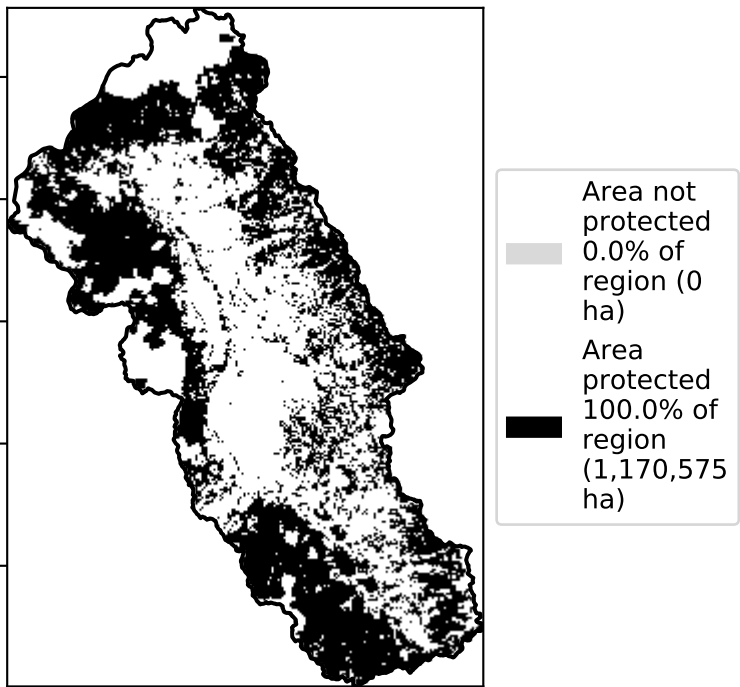 Area not
protected
0.0% of
region (0
ha)
Area
protected
100.0% of
region
(1,170,575
ha)